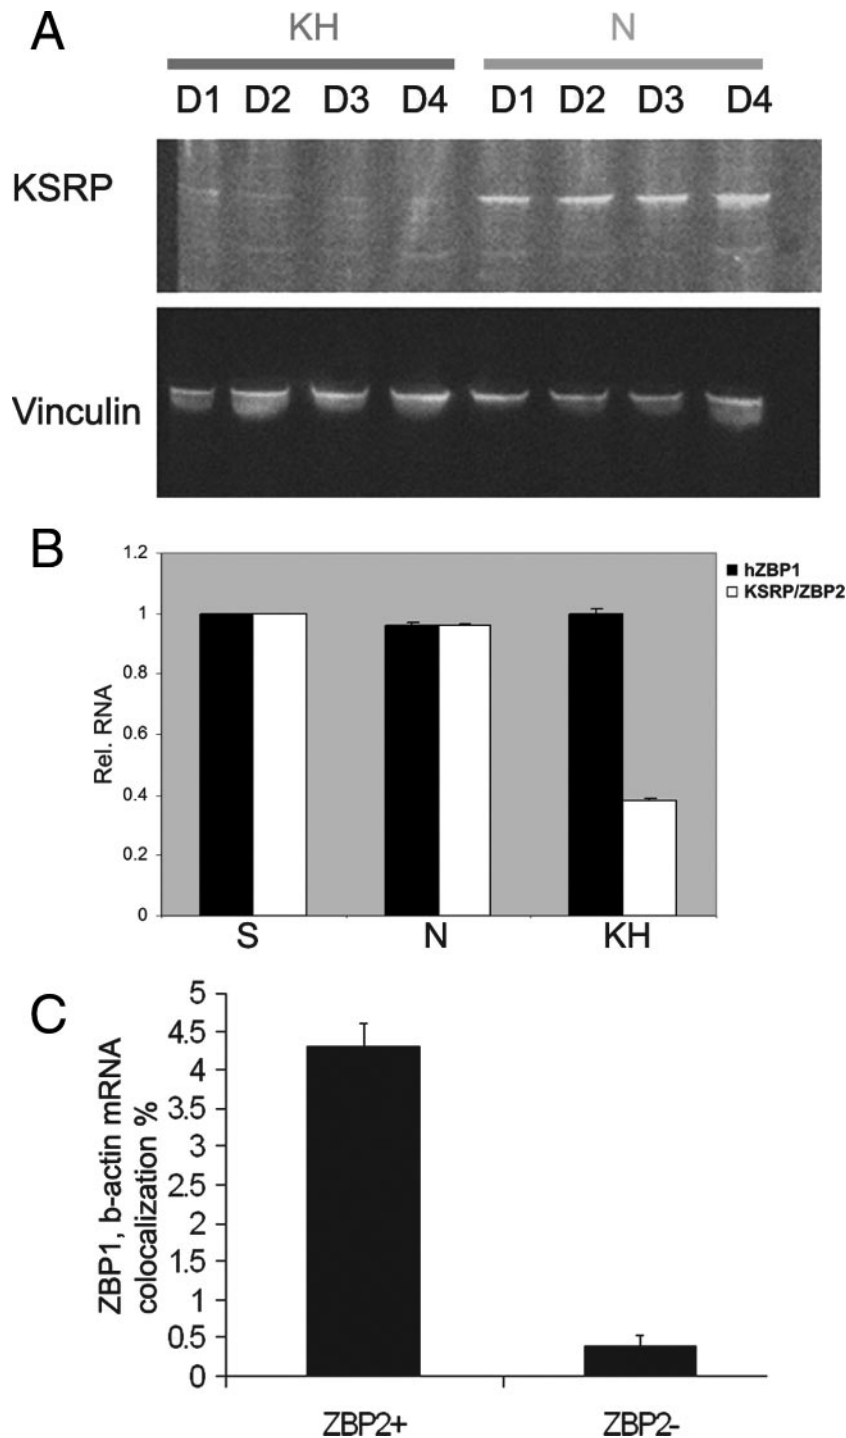 A
KH N
D1 D2 D3 D4 D1 D2 D3 D4
KSRP
Vinculin
B
1.2
1
0.8
0.6
0.4
0.2
0
Rel. RNA
S N KH
hZBP1
KSRP/ZBP2
C
5
4.5
4
3.5
3
2.5
2
1.5
1
0.5
0
ZBP1, b-actin mRNA
colocalization %
ZBP2+ ZBP2-